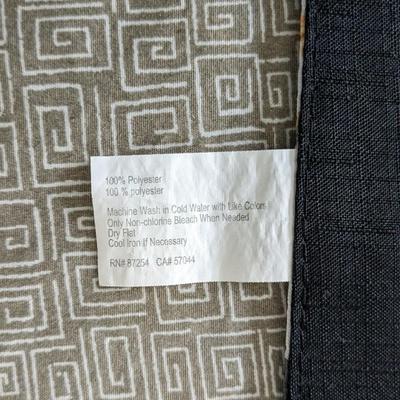 100% Polyester
100 % polyester
Machine Wash in Cold Water with Like Colors
Only Non-chlorine Bleach When Needed
Dry Flat
Cool Iron If Necessary
RN# 87254 CA# 57044